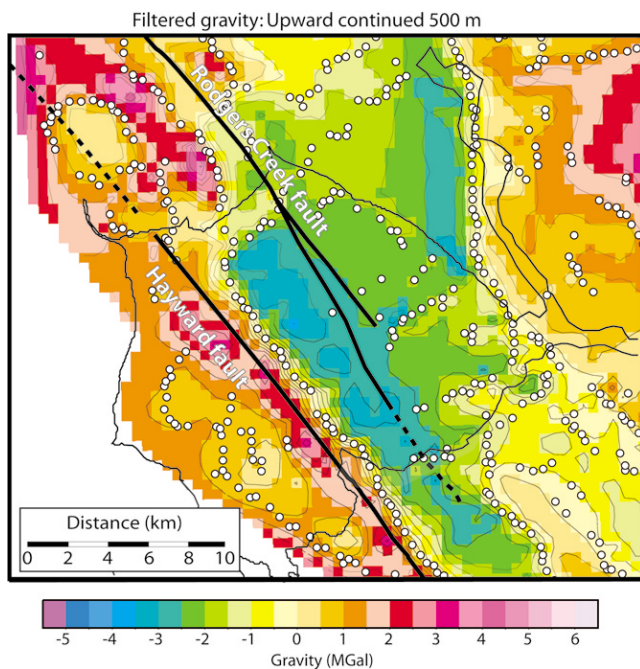 Filtered gravity: Upward continued 500 m
Rodgers Creek fault
Hayward fault
Distance (km)
0 2 4 6 8 10
-5 -4 -3 -2 -1 0 1 2 3 4 5 6
Gravity (MGal)